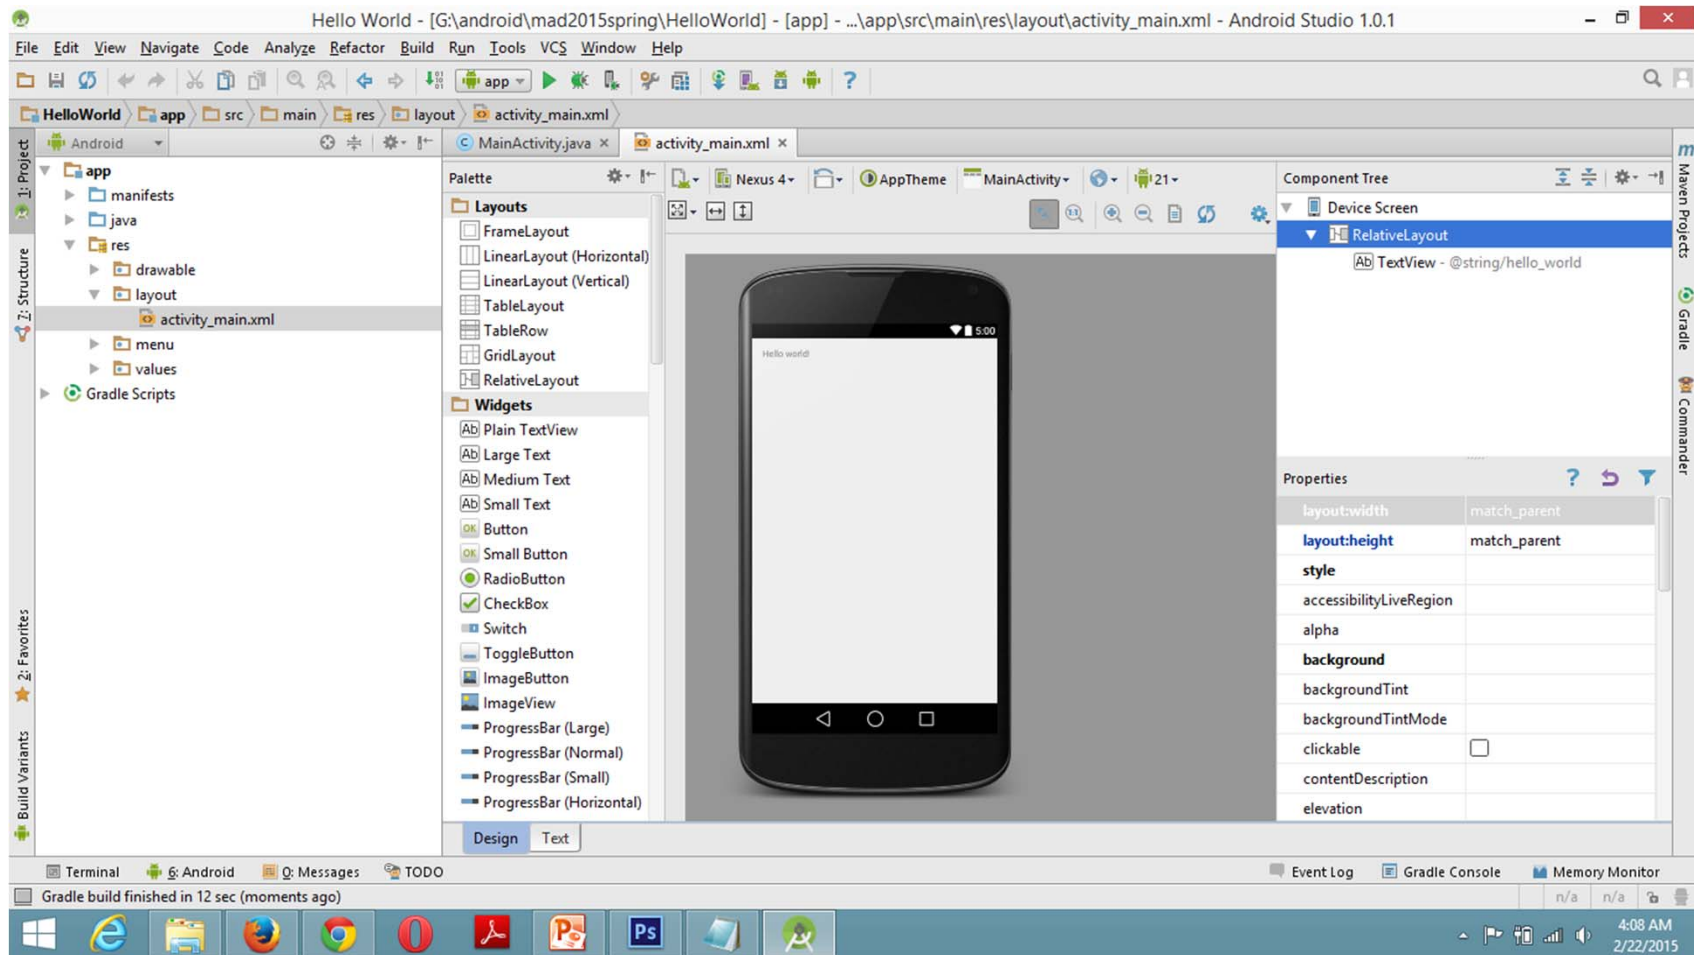 Hello World - [G:\android\mad2015spring\HelloWorld] - [app] - ...\app\src\main\res\layout\activity_main.xml - Android Studio 1.0.1
File Edit View Navigate Code Analyze Refactor Build Run Tools VCS Window Help
app
HelloWorld app src main res layout activity_main.xml
1: Project
7: Structure
2: Favorites
Build Variants
Android
app
manifests
java
res
drawable
layout
activity_main.xml
menu
values
Gradle Scripts
MainActivity.java activity_main.xml
Palette
Layouts
FrameLayout
LinearLayout (Horizontal)
LinearLayout (Vertical)
TableLayout
TableRow
GridLayout
RelativeLayout
Widgets
Ab Plain TextView
Ab Large Text
Ab Medium Text
Ab Small Text
OK Button
OK Small Button
RadioButton
CheckBox
Switch
ToggleButton
ImageButton
ImageView
ProgressBar (Large)
ProgressBar (Normal)
ProgressBar (Small)
ProgressBar (Horizontal)
Design Text
Nexus 4 AppTheme MainActivity 21
5:00
Hello world!
Component Tree
Device Screen
RelativeLayout
Ab TextView - @string/hello_world
Properties
layout:width match_parent
layout:height match_parent
style
accessibilityLiveRegion
alpha
background
backgroundTint
backgroundTintMode
clickable
contentDescription
elevation
Maven Projects
Gradle
Commander
Terminal 6: Android 0: Messages TODO Event Log Gradle Console Memory Monitor
Gradle build finished in 12 sec (moments ago) n/a n/a
Ps
4:08 AM
2/22/2015